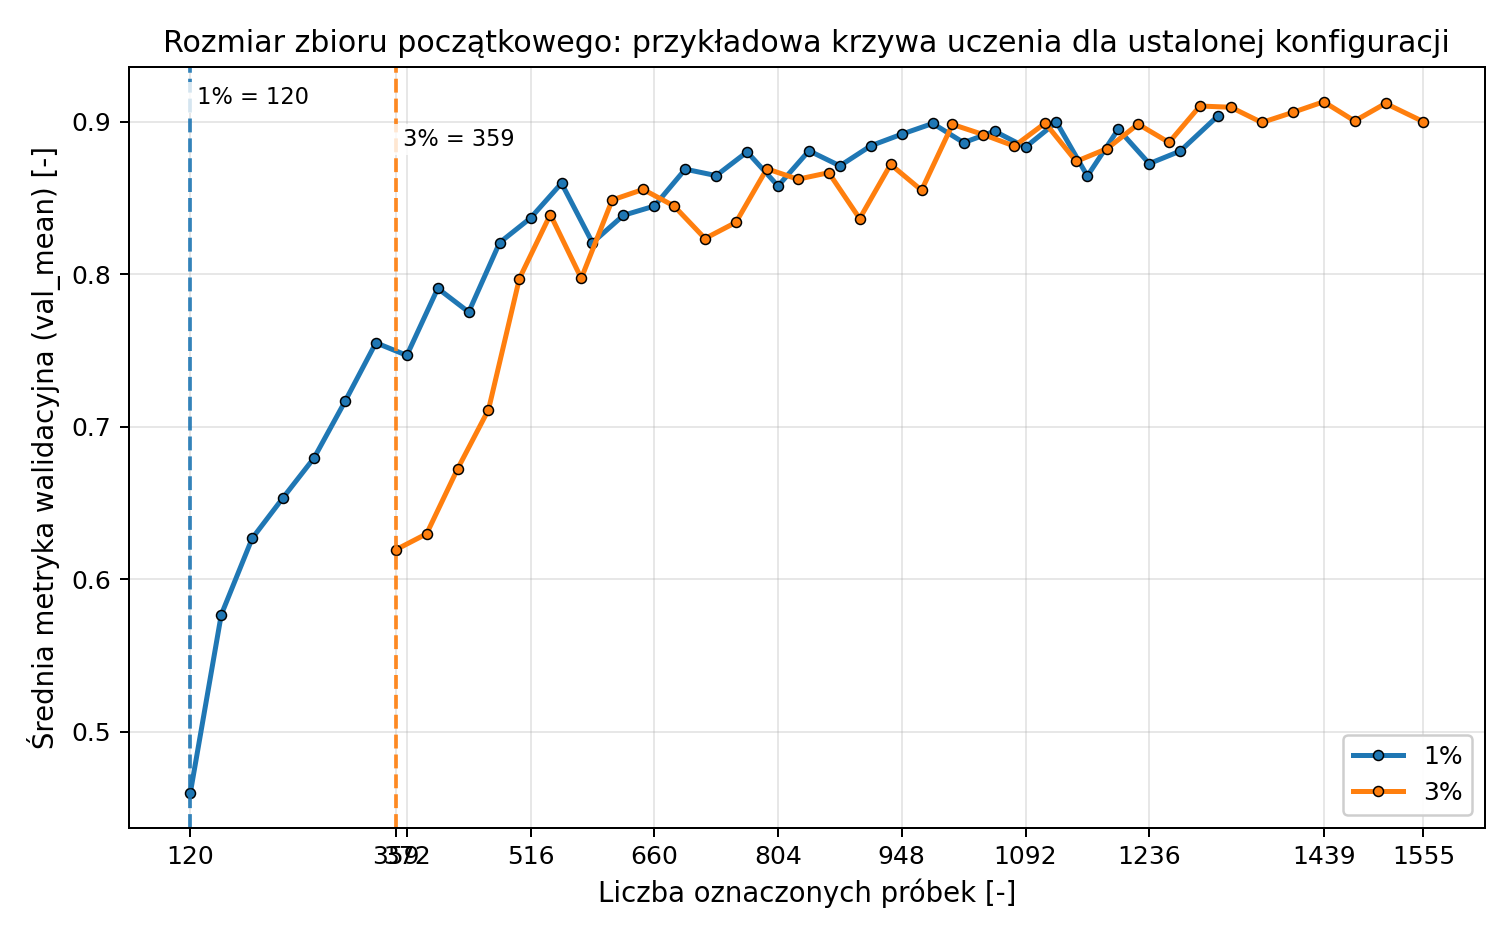 Rozmiar zbioru początkowego: przykładowa krzywa uczenia dla ustalonej konfiguracji
1% = 120
3% = 359
0.9
0.8
0.7
0.6
0.5
Średnia metryka walidacyjna (val_mean) [-]
1%
3%
120 359 372 516 660 804 948 1092 1236 1439 1555
Liczba oznaczonych próbek [-]